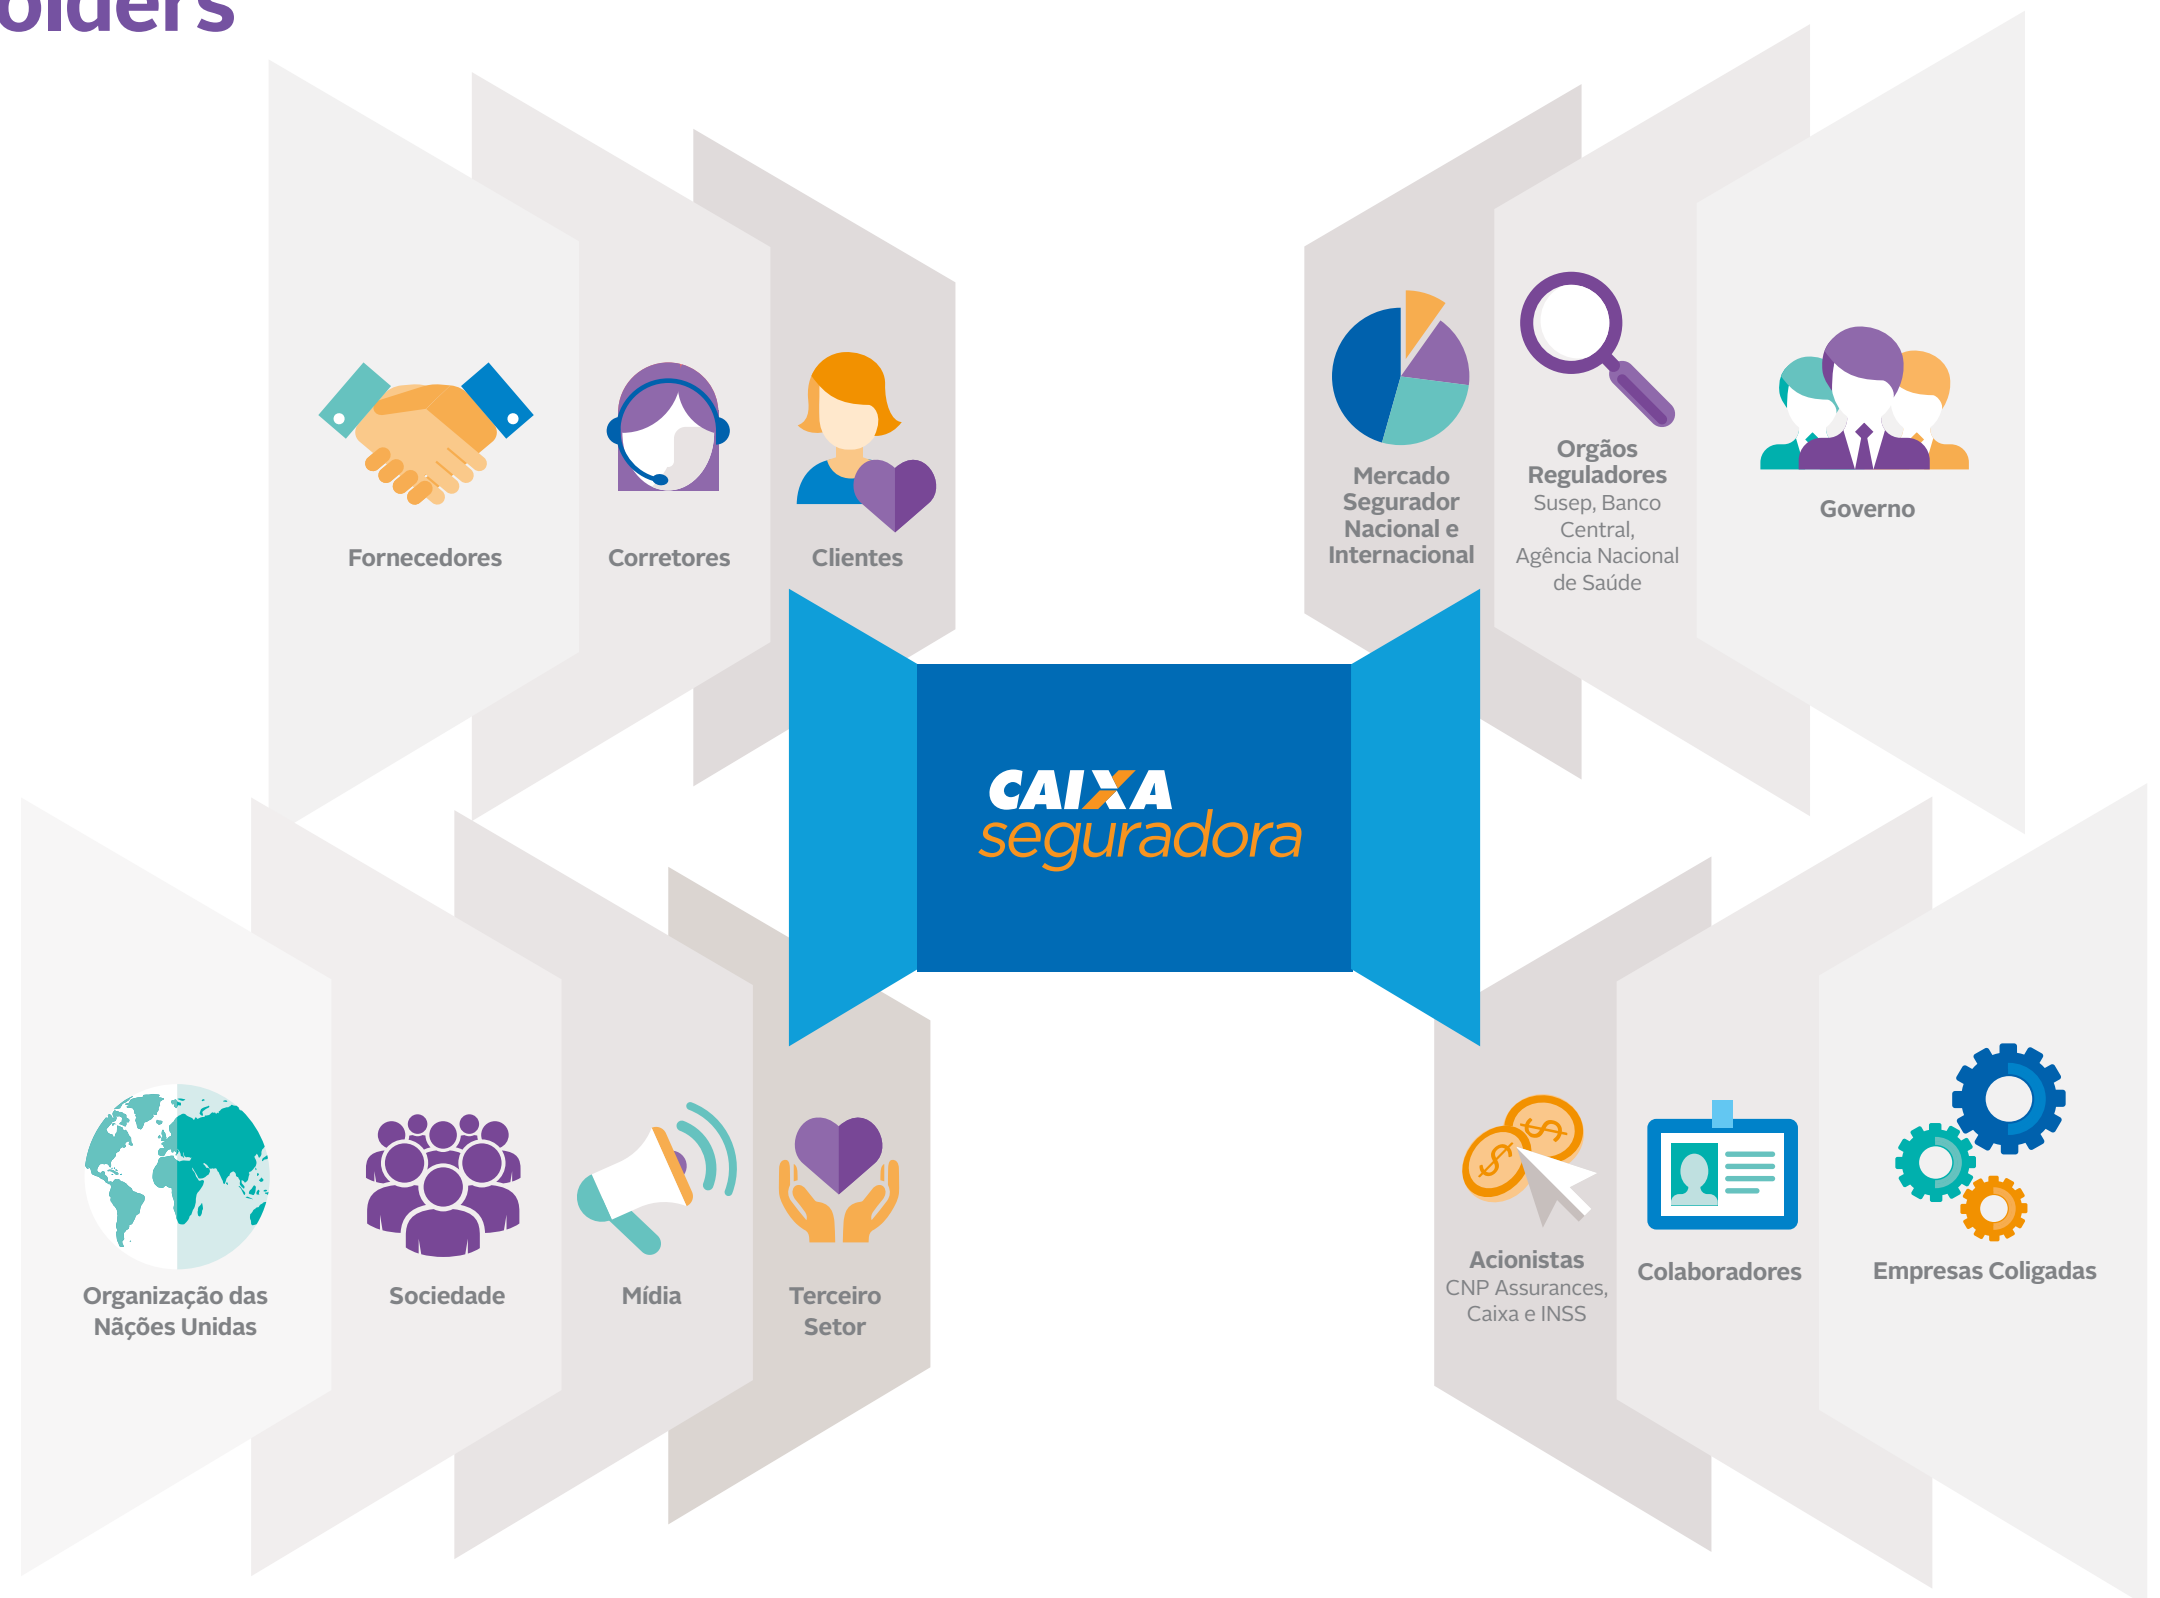 olders
Fornecedores
Corretores
Clientes
Mercado
Segurador
Nacional e
Internacional
Orgãos
Reguladores
Susep, Banco
Central,
Agência Nacional
de Saúde
Governo
CAIXA
seguradora
Organização das
Nãções Unidas
Sociedade
Mídia
Terceiro
Setor
Acionistas
CNP Assurances,
Caixa e INSS
Colaboradores
Empresas Coligadas